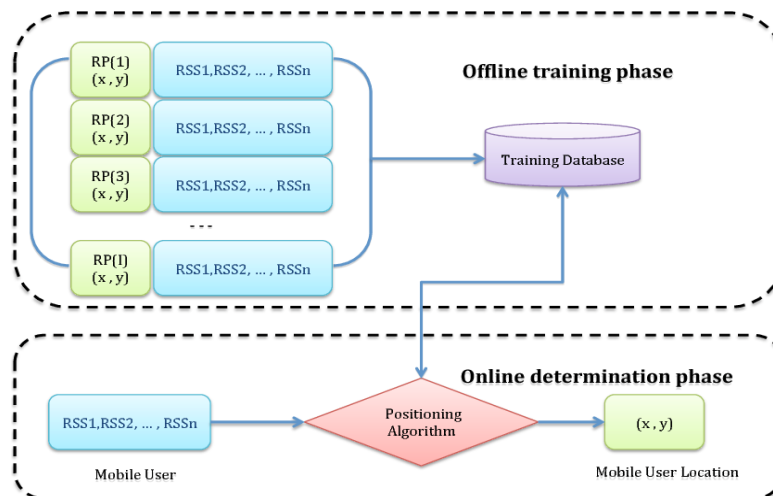 RP(1)
(x , y)
RSS1,RSS2, ... , RSSn
Offline training phase
RP(2)
(x , y)
RSS1,RSS2, ... , RSSn
Training Database
RP(3)
(x , y)
RSS1,RSS2, ... , RSSn
- - -
RP(I)
(x , y)
RSS1,RSS2, ... , RSSn
Online determination phase
RSS1,RSS2, ... , RSSn
Positioning
Algorithm
(x , y)
Mobile User
Mobile User Location